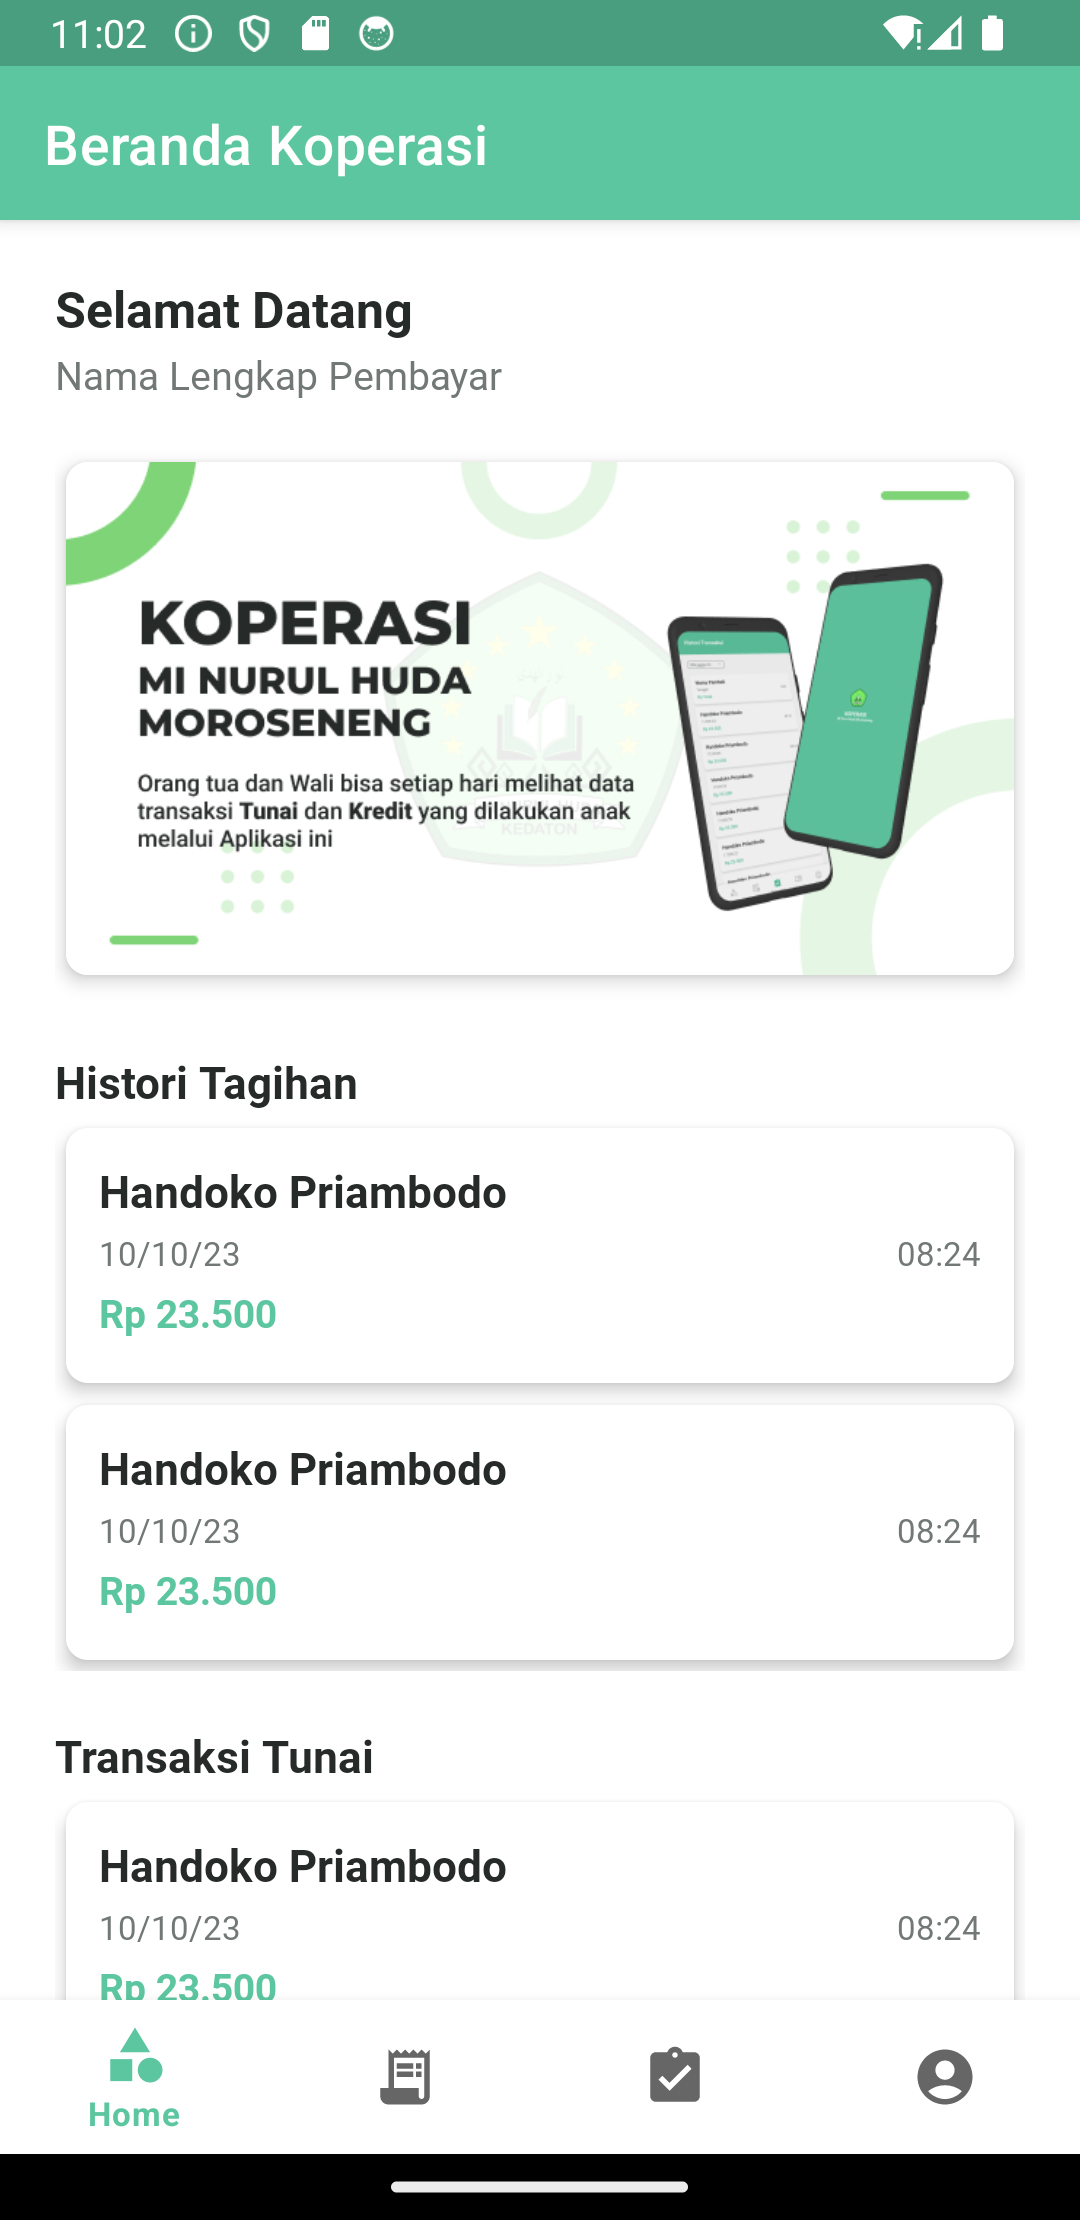 11:02
Beranda Koperasi
Selamat Datang
Nama Lengkap Pembayar
KOPERASI
MI NURUL HUDA
MOROSENENG
Orang tua dan Wali bisa setiap hari melihat data
transaksi Tunai dan Kredit yang dilakukan anak
melalui Aplikasi ini
KEDATON
Histori Tagihan
Handoko Priambodo
10/10/23
08:24
Rp 23.500
Handoko Priambodo
10/10/23
08:24
Rp 23.500
Transaksi Tunai
Handoko Priambodo
10/10/23
08:24
Rp 23.500
Home